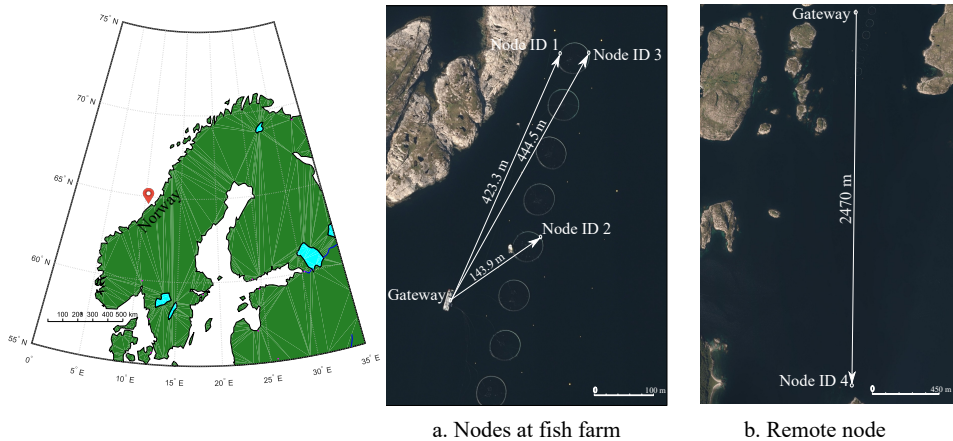 75° N
70° N
65° N
60° N
55° N
Norway
100 200 300 400 500 km
0°
5° E
10° E
15° E
20° E
25° E
30° E
35° E
Node ID 1
Node ID 3
423.3 m
444.5 m
Node ID 2
143.9 m
Gateway
0 100 m
a. Nodes at fish farm
Gateway
2470 m
Node ID 4
0 450 m
b. Remote node